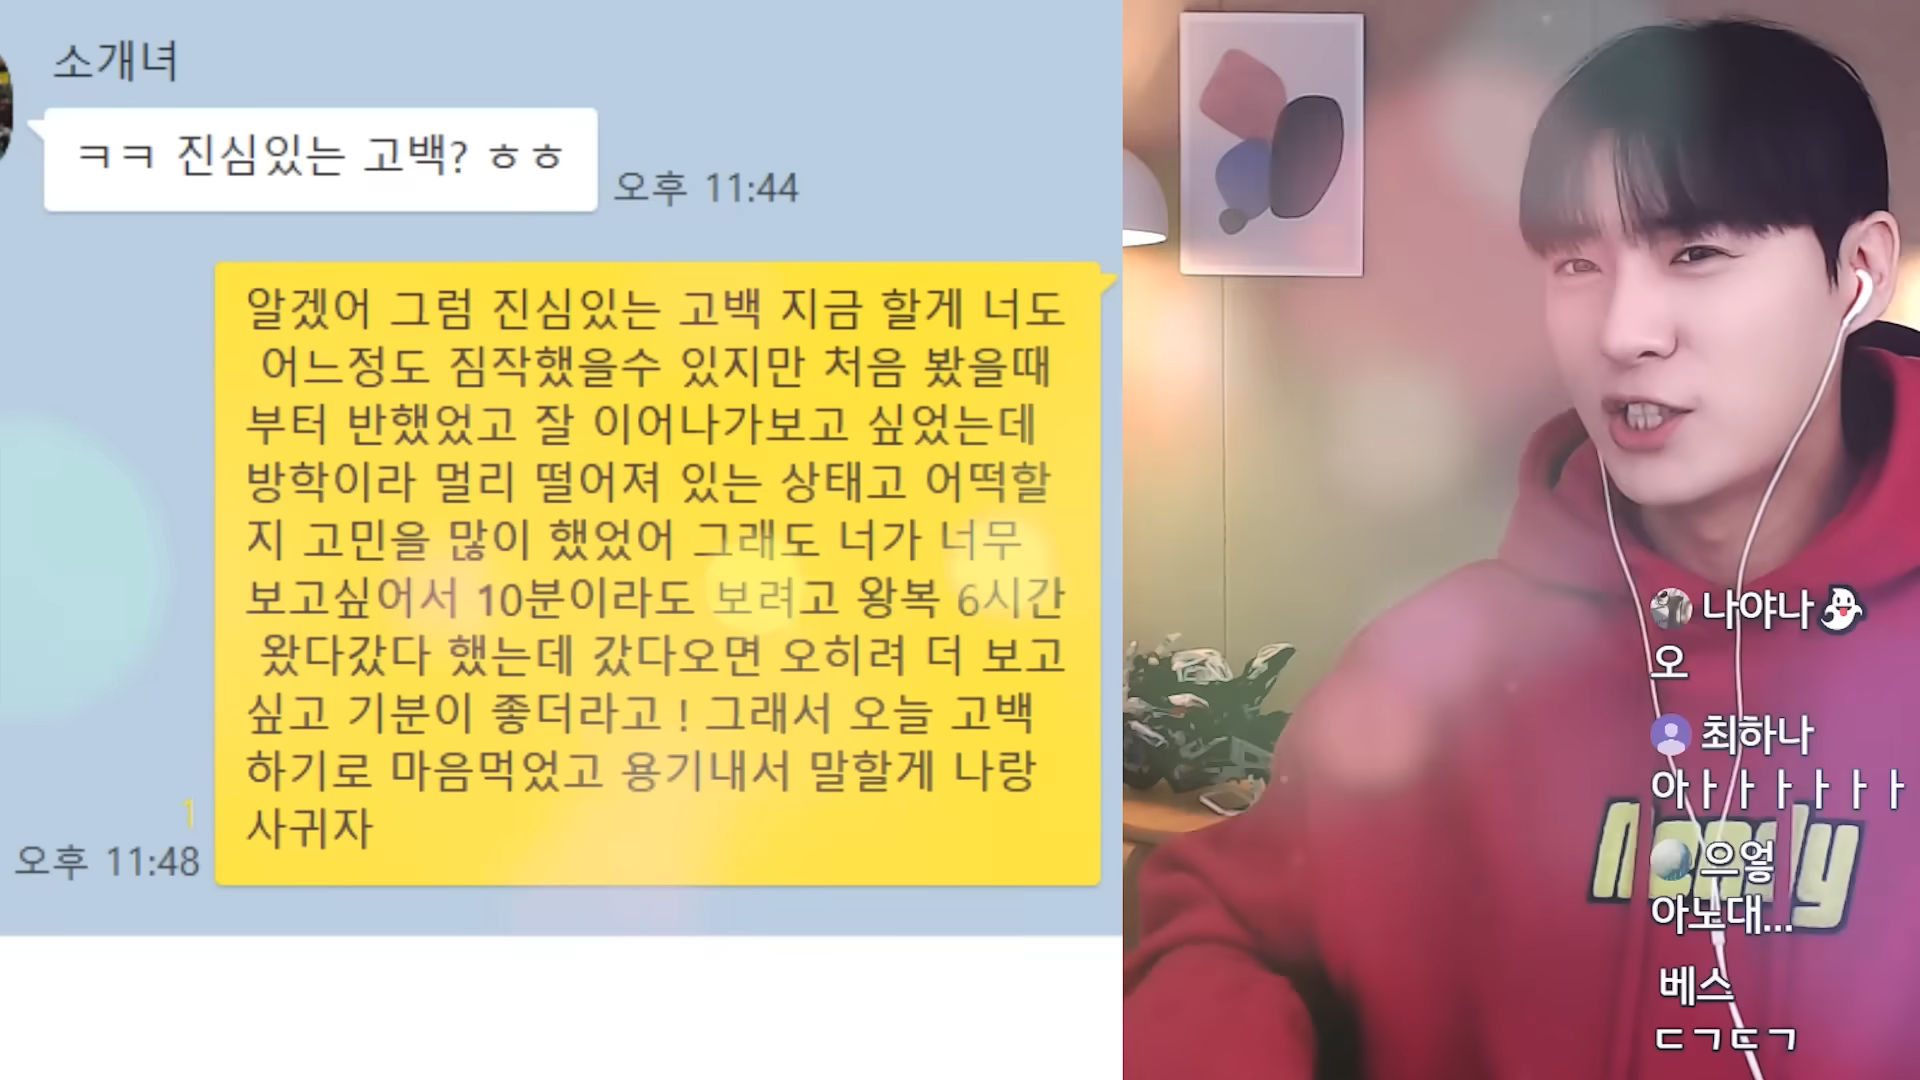 소개녀
ㅋㅋ 진심있는 고백? ㅎㅎ
오후 11:44
알겠어 그럼 진심있는 고백 지금 할게 너도
어느정도 짐작했을수 있지만 처음 봤을때
부터 반했었고 잘 이어나가보고 싶었는데
방학이라 멀리 떨어져 있는 상태고 어떡할
지 고민을 많이 했었어 그래도 너가 너무
보고싶어서 10분이라도 보려고 왕복 6시간
왔다갔다 했는데 갔다오면 오히려 더 보고
싶고 기분이 좋더라고 ! 그래서 오늘 고백
하기로 마음먹었고 용기내서 말할게 나랑
사귀자
1
오후 11:48
나야나👻
오
최하나
아ㅏㅏㅏㅏㅏㅏ
으엏
아노대...
베스
ㄷㄱㄷㄱ